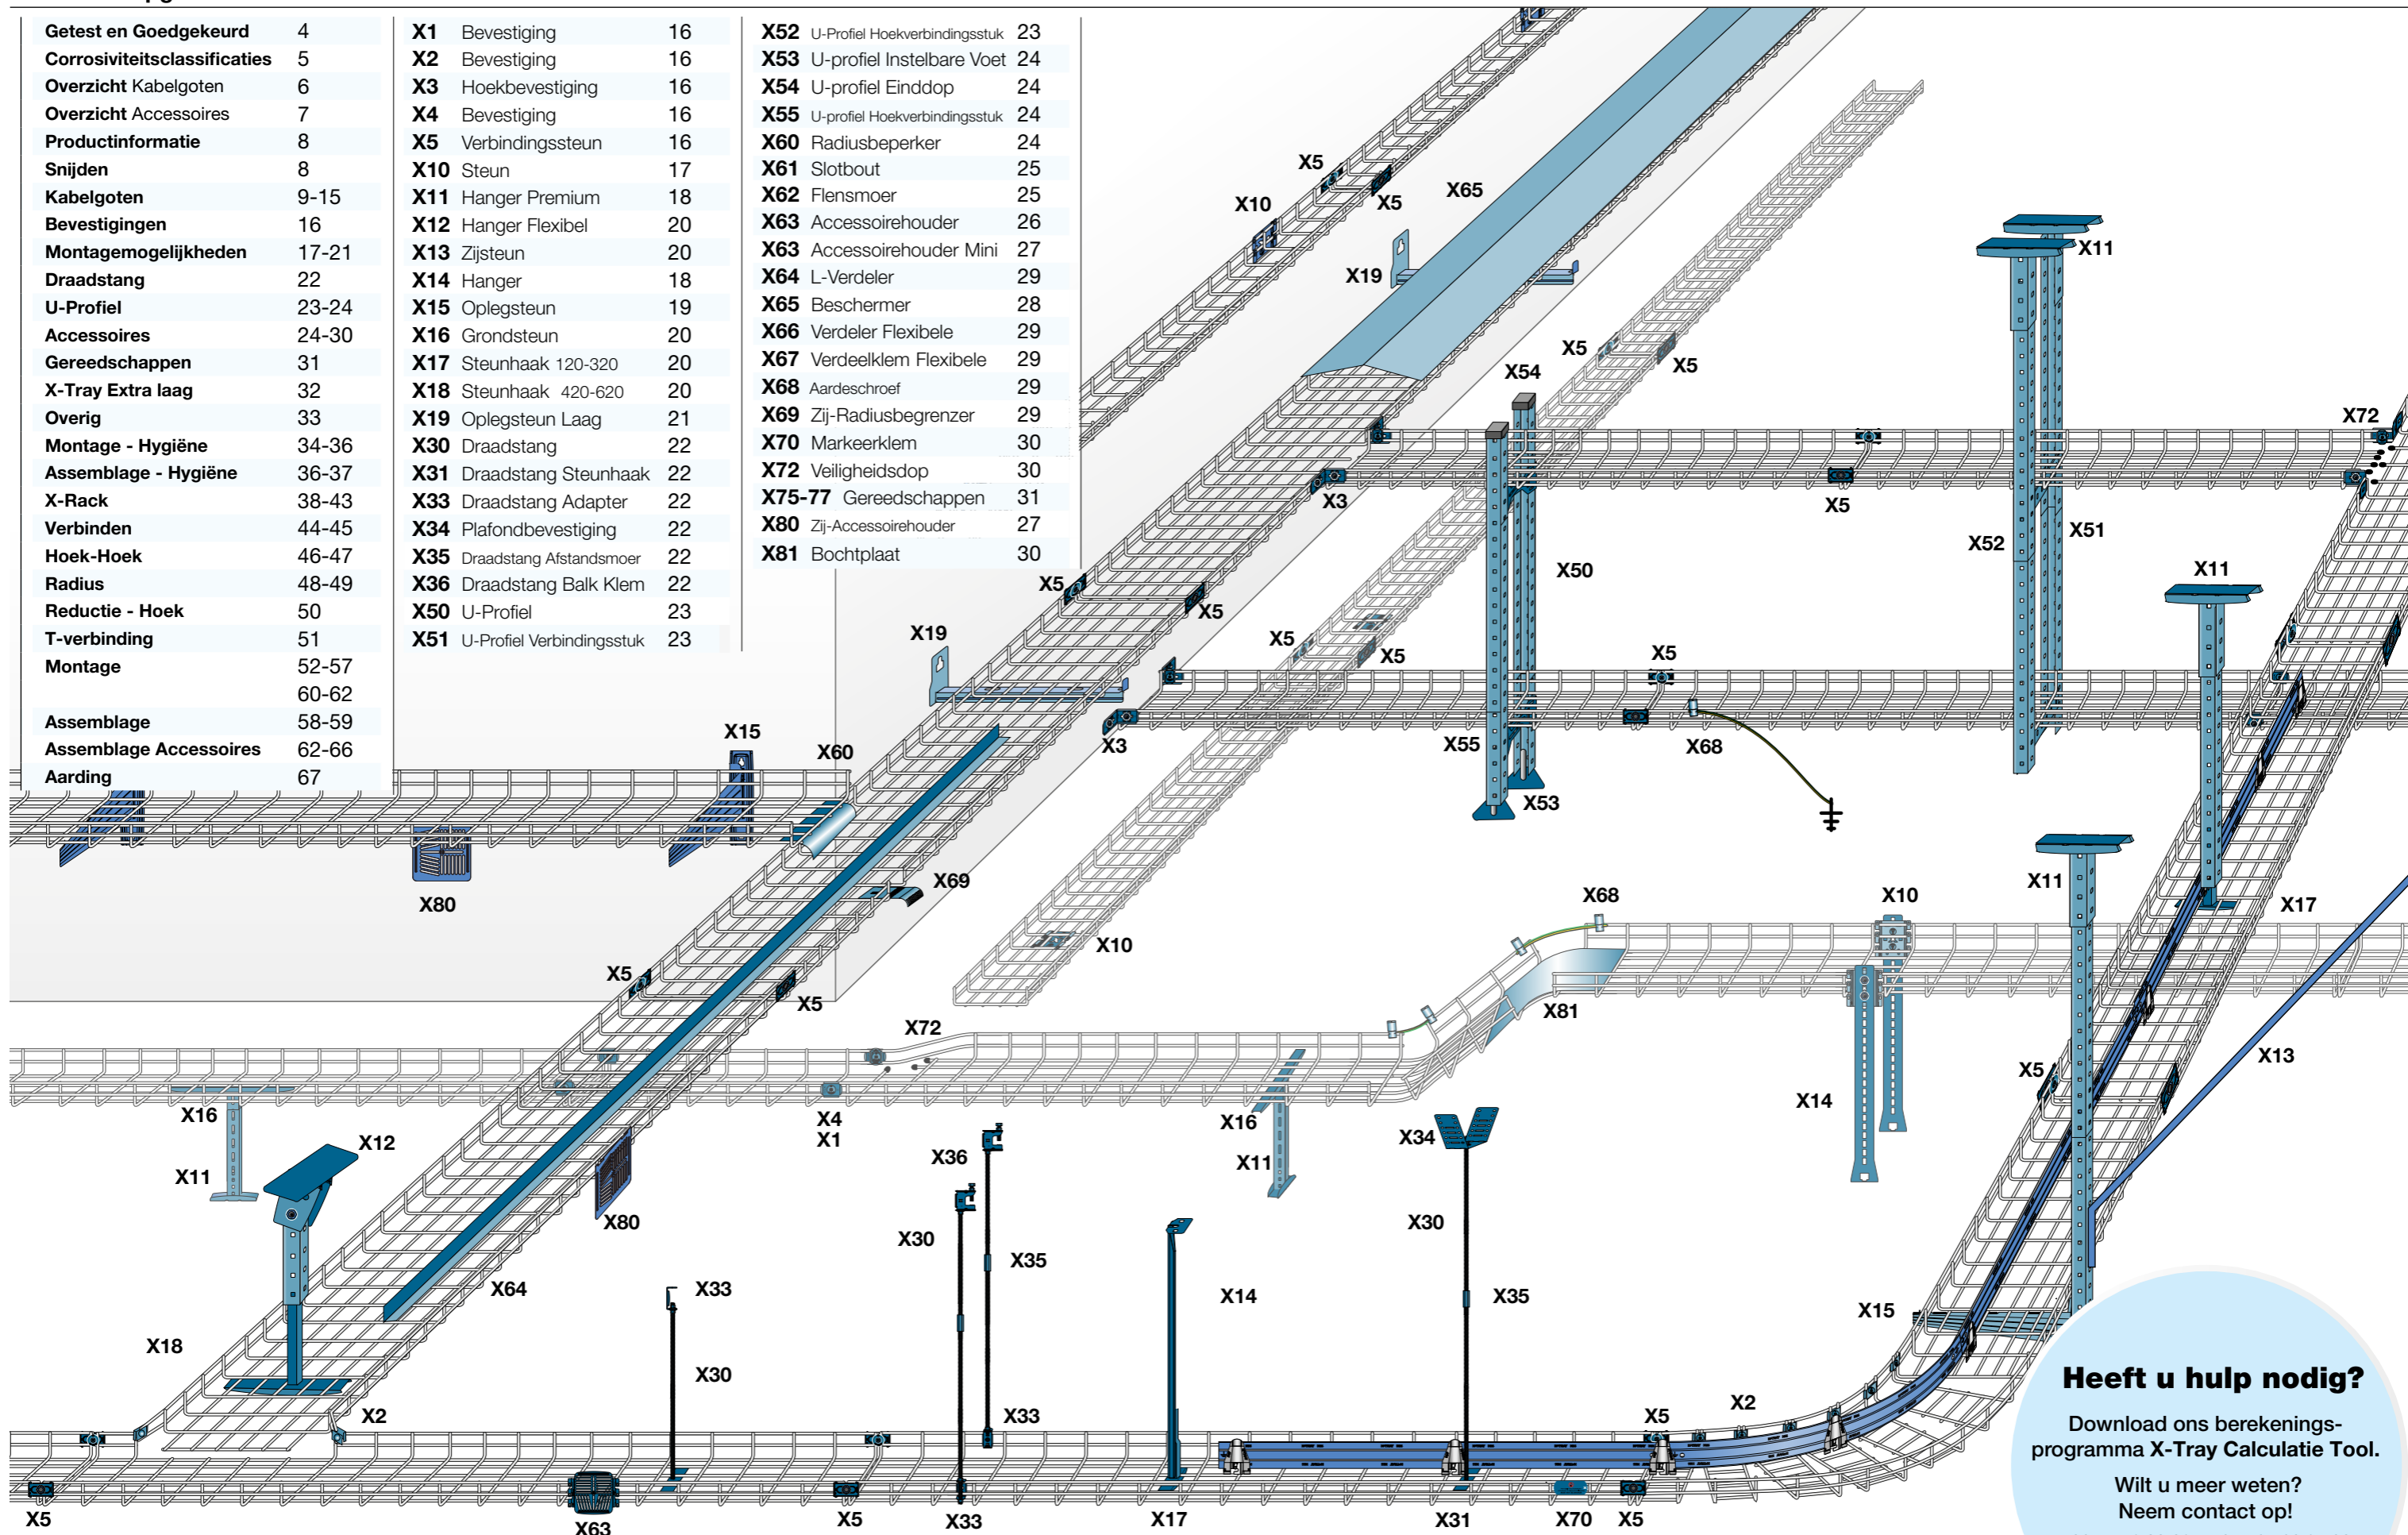 Getest en Goedgekeurd 4
Corrosiviteitsclassificaties 5
Overzicht Kabelgoten 6
Overzicht Accessoires 7
Productinformatie 8
Snijden 8
Kabelgoten 9-15
Bevestigingen 16
Montagemogelijkheden 17-21
Draadstang 22
U-Profiel 23-24
Accessoires 24-30
Gereedschappen 31
X-Tray Extra laag 32
Overig 33
Montage - Hygiëne 34-36
Assemblage - Hygiëne 36-37
X-Rack 38-43
Verbinden 44-45
Hoek-Hoek 46-47
Radius 48-49
Reductie - Hoek 50
T-verbinding 51
Montage 52-57
60-62
Assemblage 58-59
Assemblage Accessoires 62-66
Aarding 67
X1 Bevestiging 16
X2 Bevestiging 16
X3 Hoekbevestiging 16
X4 Bevestiging 16
X5 Verbindingssteun 16
X10 Steun 17
X11 Hanger Premium 18
X12 Hanger Flexibel 20
X13 Zijsteun 20
X14 Hanger 18
X15 Oplegsteun 19
X16 Grondsteun 20
X17 Steunhaak 120-320 20
X18 Steunhaak 420-620 20
X19 Oplegsteun Laag 21
X30 Draadstang 22
X31 Draadstang Steunhaak 22
X33 Draadstang Adapter 22
X34 Plafondbevestiging 22
X35 Draadstang Afstandsmoer 22
X36 Draadstang Balk Klem 22
X50 U-Profiel 23
X51 U-Profiel Verbindingsstuk 23
X52 U-Profiel Hoekverbindingsstuk 23
X53 U-profiel Instelbare Voet 24
X54 U-profiel Einddop 24
X55 U-profiel Hoekverbindingsstuk 24
X60 Radiusbeperker 24
X61 Slotbout 25
X62 Flensmoer 25
X63 Accessoirehouder 26
X63 Accessoirehouder Mini 27
X64 L-Verdeler 29
X65 Beschermer 28
X66 Verdeler Flexibele 29
X67 Verdeelklem Flexibele 29
X68 Aardeschroef 29
X69 Zij-Radiusbegrenzer 29
X70 Markeerklem 30
X72 Veiligheidsdop 30
X75-77 Gereedschappen 31
X80 Zij-Accessoirehouder 27
X81 Bochtplaat 30
X5
X5
X65
X10
X19
X11
X5
X5
X54
X72
X3
X5
X52
X51
X50
X11
X5
X5
X19
X5
X5
X5
X15
X60
X3
X55
X68
X53
X69
X80
X11
X17
X68
X10
X10
X5
X5
X81
X72
X13
X5
X14
X16
X4
X1
X16
X34
X12
X11
X36
X11
X80
X30
X35
X30
X64
X33
X14
X35
X15
X18
X30
X2
X33
X5
X2
X5
X63
X5
X33
X17
X31
X70
X5
Heeft u hulp nodig?
Download ons berekenings-
programma X-Tray Calculatie Tool.
Wilt u meer weten?
Neem contact op!